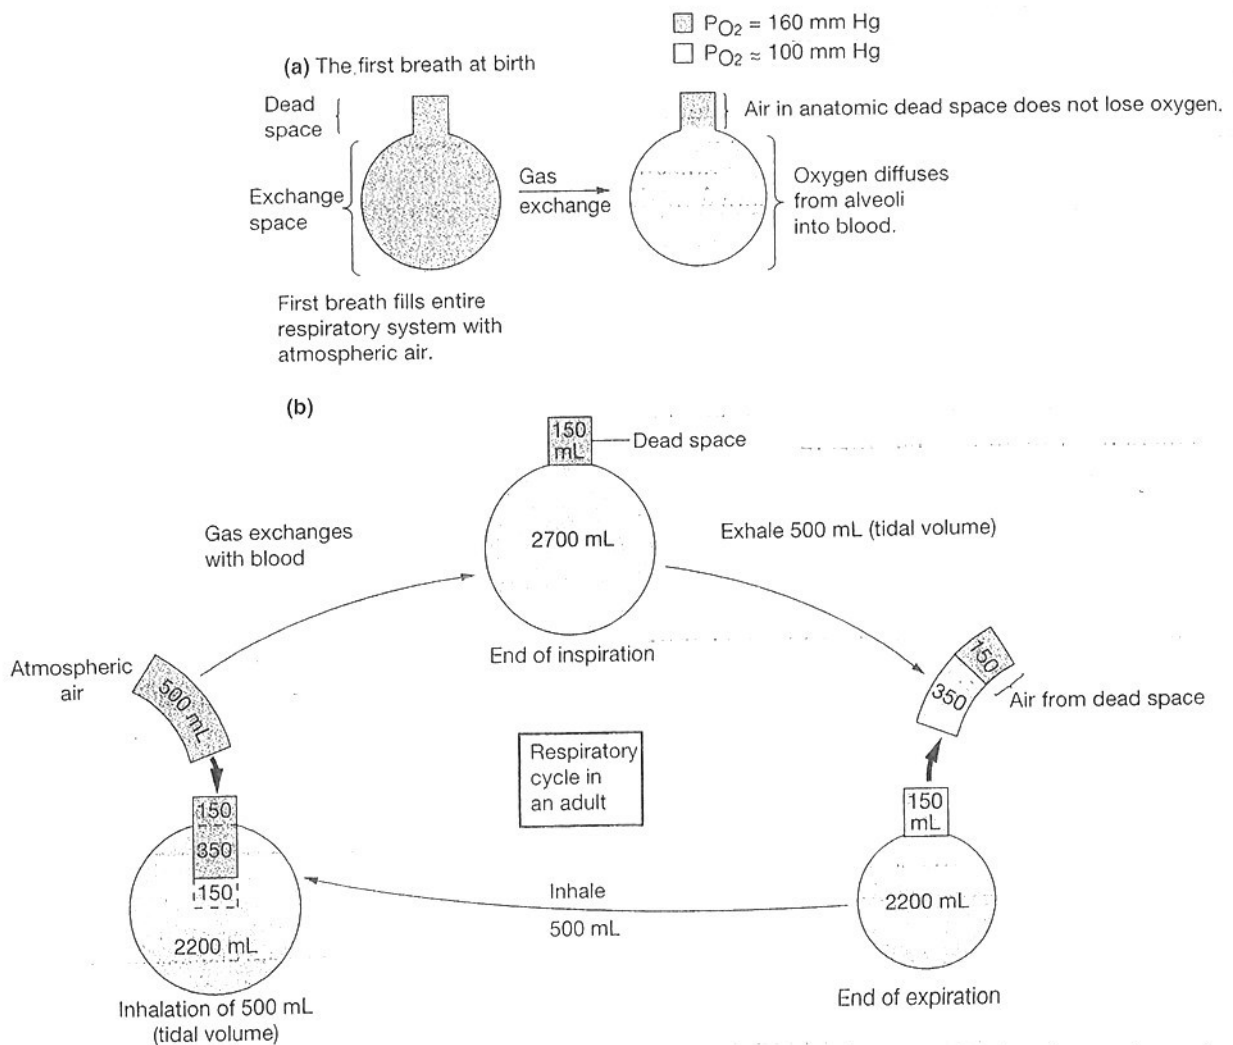 P_O2 = 160 mm Hg
P_O2 ≈ 100 mm Hg
(a) The first breath at birth
Dead
space
Air in anatomic dead space does not lose oxygen.
Exchange
space
Gas
exchange
Oxygen diffuses
from alveoli
into blood.
First breath fills entire
respiratory system with
atmospheric air.
(b)
150
mL
Dead space
2700 mL
Gas exchanges
with blood
Exhale 500 mL (tidal volume)
End of inspiration
Atmospheric
air
500 mL
150
350
Air from dead space
Respiratory
cycle in
an adult
150
350
150
2200 mL
150
mL
2200 mL
Inhale
500 mL
Inhalation of 500 mL
(tidal volume)
End of expiration